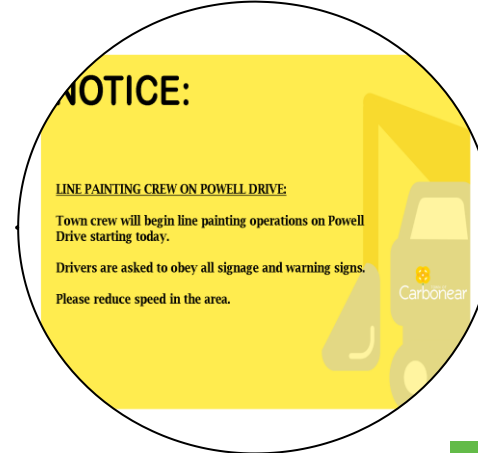 NOTICE:
LINE PAINTING CREW ON POWELL DRIVE:
Town crew will begin line painting operations on Powell
Drive starting today.
Drivers are asked to obey all signage and warning signs.
Please reduce speed in the area.
Carbonear